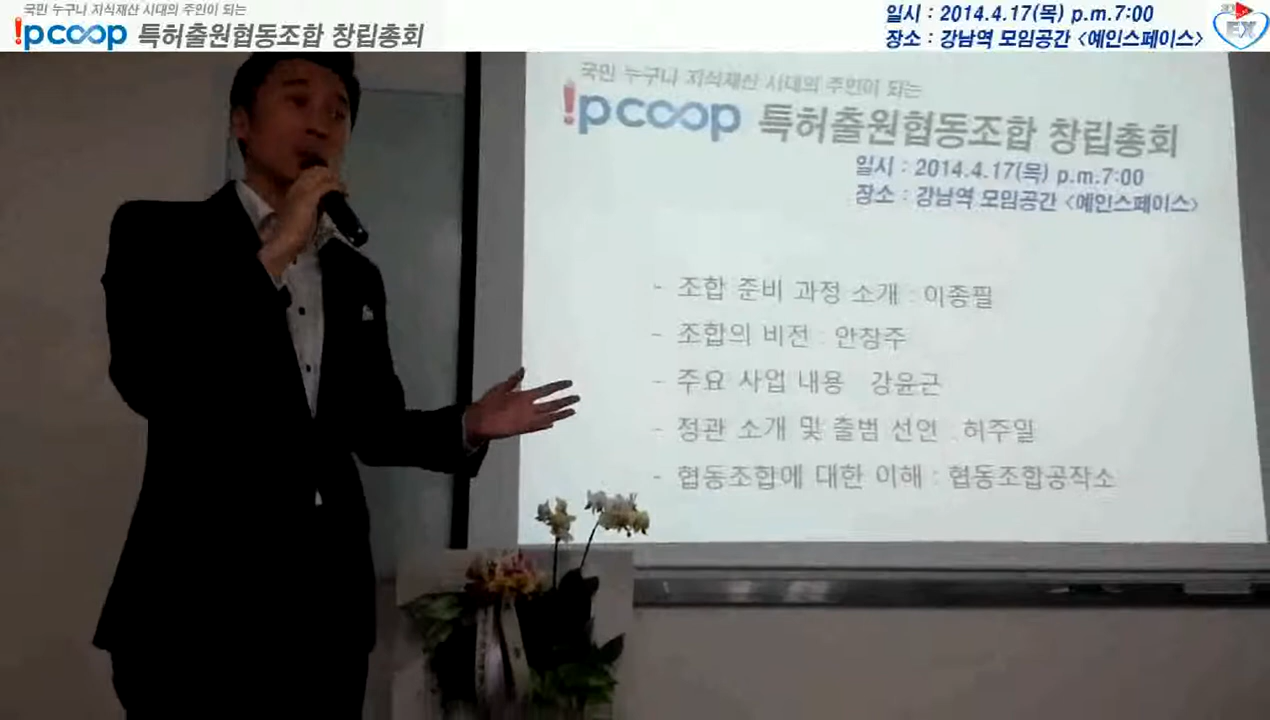 국민 누구나 지식재산 시대의 주인이 되는
!pcoop 특허출원협동조합 창립총회
일시 : 2014.4.17(목) p.m.7:00
장소 : 강남역 모임공간 <예인스페이스>
EX
국민 누구나 지식재산 시대의 주인이 되는
!pcoop 특허출원협동조합 창립총회
일시 : 2014.4.17(목) p.m.7:00
장소 : 강남역 모임공간 <예인스페이스>
- 조합 준비 과정 소개 : 이종필
- 조합의 비전 : 안창주
- 주요 사업 내용 강윤근
- 정관 소개 및 출범 선언 : 허주일
- 협동조합에 대한 이해 : 협동조합공작소